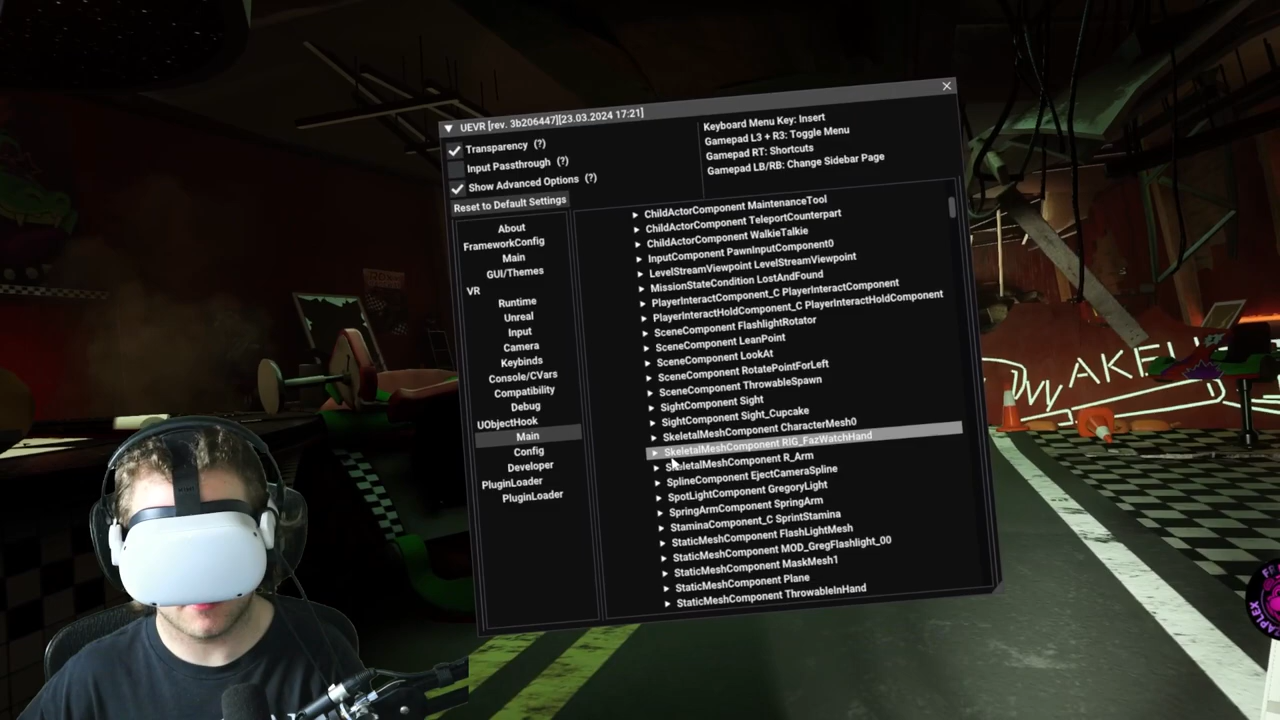 UEVR [rev. 3b206447][23.03.2024 17:21]
Transparency (?)
Input Passthrough (?)
Show Advanced Options (?)
Reset to Default Settings
Keyboard Menu Key: Insert
Gamepad L3 + R3: Toggle Menu
Gamepad RT: Shortcuts
Gamepad LB/RB: Change Sidebar Page
About
FrameworkConfig
Main
GUI/Themes
VR
Runtime
Unreal
Input
Camera
Keybinds
Console/CVars
Compatibility
Debug
UObjectHook
Main
Config
Developer
PluginLoader
PluginLoader
ChildActorComponent MaintenanceTool
ChildActorComponent TeleportCounterpart
ChildActorComponent WalkieTalkie
InputComponent PawnInputComponent0
LevelStreamViewpoint LevelStreamViewpoint
MissionStateCondition LostAndFound
PlayerInteractComponent_C PlayerInteractComponent
PlayerInteractHoldComponent_C PlayerInteractHoldComponent
SceneComponent FlashlightRotator
SceneComponent LeanPoint
SceneComponent LookAt
SceneComponent RotatePointForLeft
SceneComponent ThrowableSpawn
SightComponent Sight
SightComponent Sight_Cupcake
SkeletalMeshComponent CharacterMesh0
SkeletalMeshComponent RIG_FazWatchHand
SkeletalMeshComponent R_Arm
SplineComponent EjectCameraSpline
SpotLightComponent GregoryLight
SpringArmComponent SpringArm
StaminaComponent_C SprintStamina
StaticMeshComponent FlashLightMesh
StaticMeshComponent MOD_GregFlashlight_00
StaticMeshComponent MaskMesh1
StaticMeshComponent Plane
StaticMeshComponent ThrowableInHand